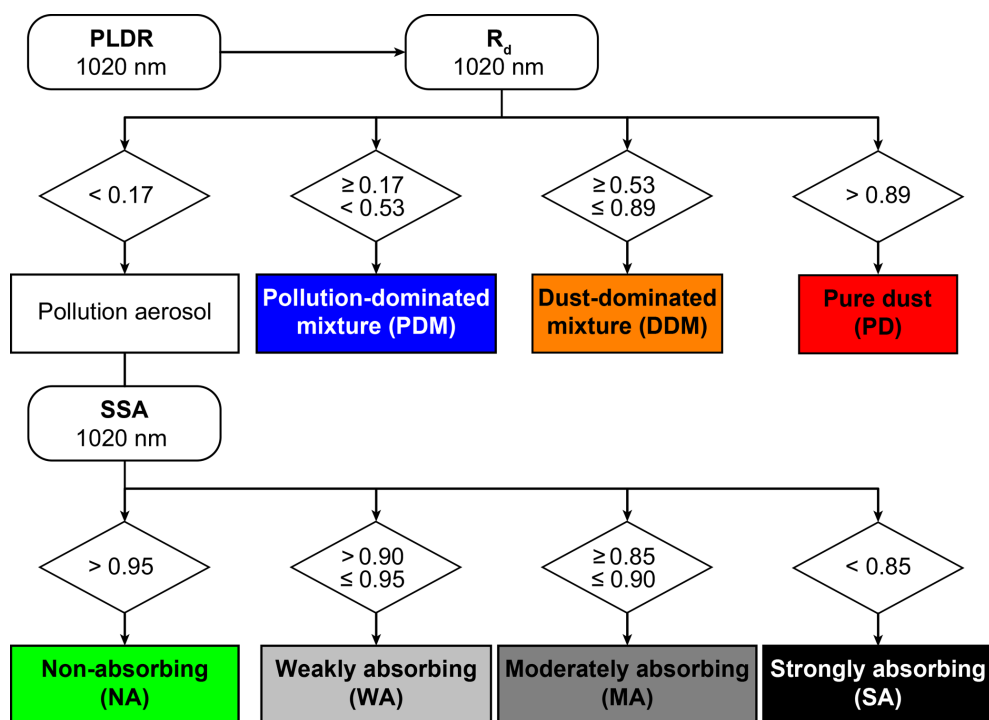 PLDR
1020 nm
R_d
1020 nm
< 0.17
≥ 0.17
< 0.53
≥ 0.53
≤ 0.89
> 0.89
Pollution aerosol
Pollution-dominated
mixture (PDM)
Dust-dominated
mixture (DDM)
Pure dust
(PD)
SSA
1020 nm
> 0.95
> 0.90
≤ 0.95
≥ 0.85
≤ 0.90
< 0.85
Non-absorbing
(NA)
Weakly absorbing
(WA)
Moderately absorbing
(MA)
Strongly absorbing
(SA)